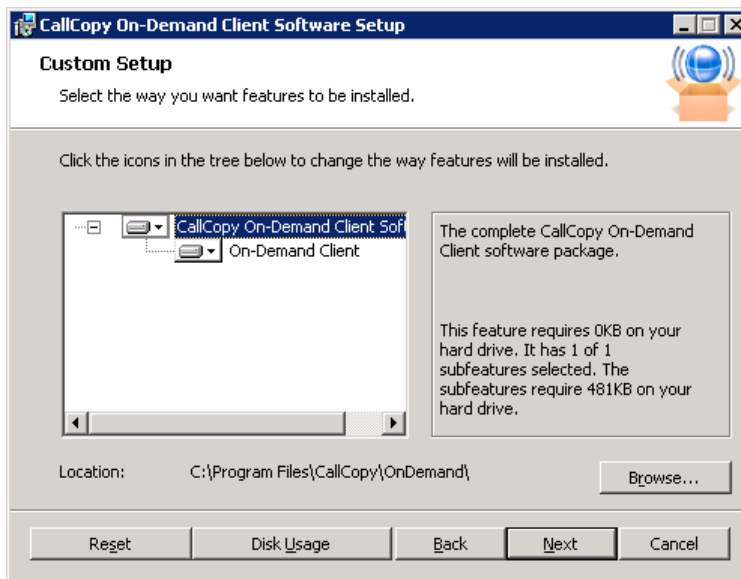 CallCopy On-Demand Client Software Setup
Custom Setup
Select the way you want features to be installed.
Click the icons in the tree below to change the way features will be installed.
CallCopy On-Demand Client Sof
On-Demand Client
The complete CallCopy On-Demand
Client software package.
This feature requires 0KB on your
hard drive. It has 1 of 1
subfeatures selected. The
subfeatures require 481KB on your
hard drive.
Location: C:\Program Files\CallCopy\OnDemand\
Browse...
Reset Disk Usage Back Next Cancel